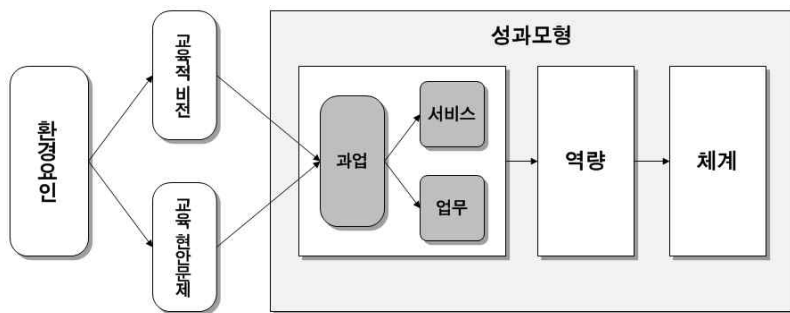 환경요인
교육적 비전
교육 현안문제
성과모형
과업
서비스
업무
역량
체계